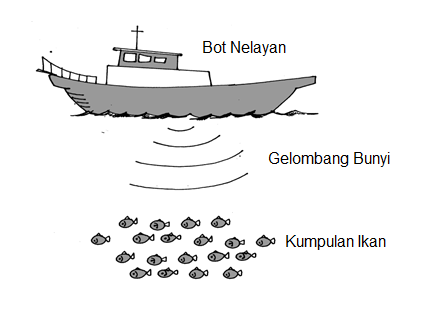 Bot Nelayan
Gelombang Bunyi
Kumpulan Ikan